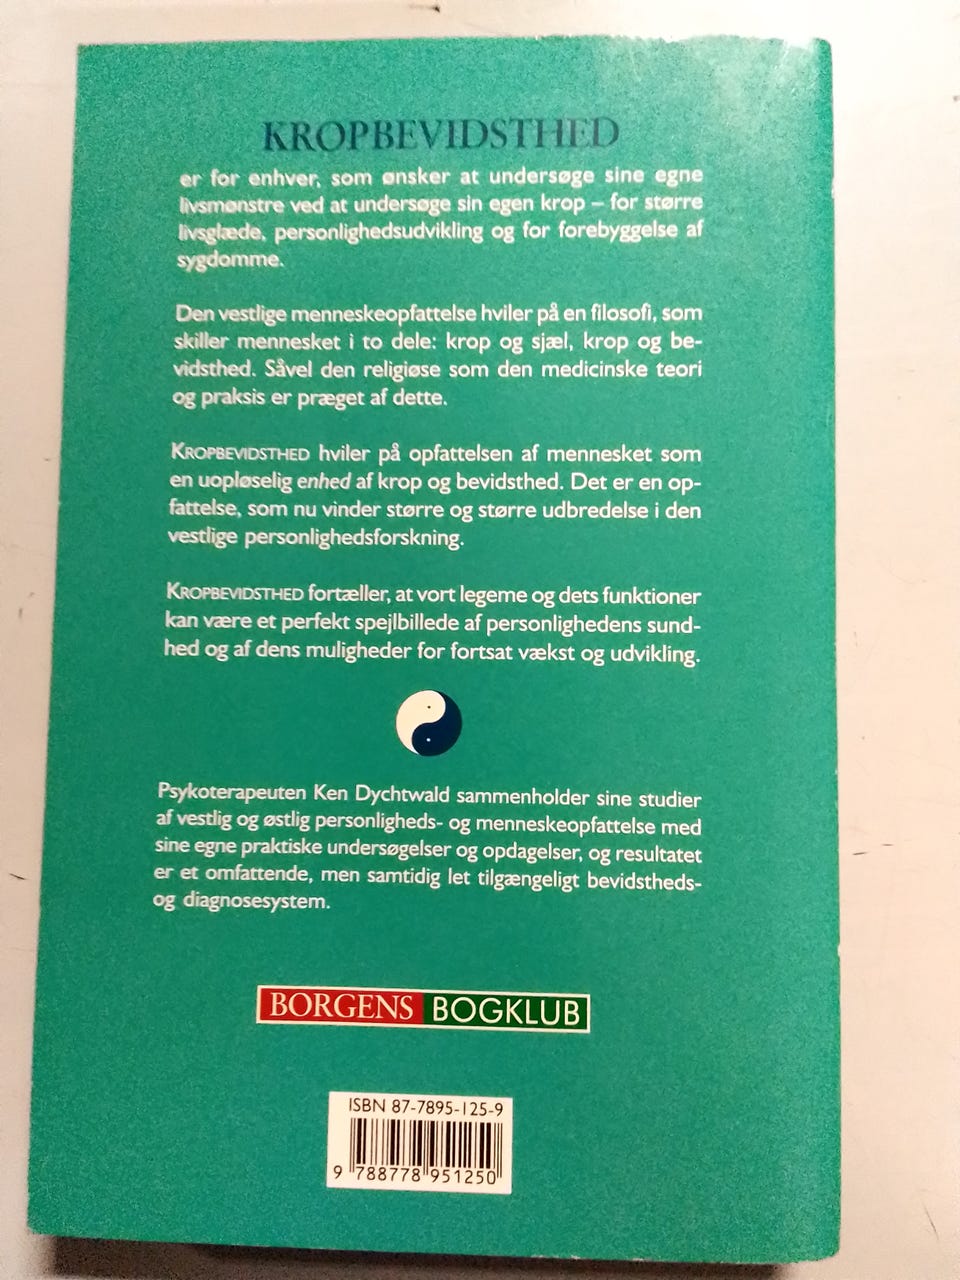 KROPBEVIDSTHED
er for enhver, som ønsker at undersøge sine egne
livsmønstre ved at undersøge sin egen krop – for større
livsglæde, personlighedsudvikling og for forebyggelse af
sygdomme.
Den vestlige menneskeopfattelse hviler på en filosofi, som
skiller mennesket i to dele: krop og sjæl, krop og be-
vidsthed. Såvel den religiøse som den medicinske teori
og praksis er præget af dette.
KROPBEVIDSTHED hviler på opfattelsen af mennesket som
en uopløselig enhed af krop og bevidsthed. Det er en op-
fattelse, som nu vinder større og større udbredelse i den
vestlige personlighedsforskning.
KROPBEVIDSTHED fortæller, at vort legeme og dets funktioner
kan være et perfekt spejlbillede af personlighedens sund-
hed og af dens muligheder for fortsat vækst og udvikling.
Psykoterapeuten Ken Dychtwald sammenholder sine studier
af vestlig og østlig personligheds- og menneskeopfattelse med
sine egne praktiske undersøgelser og opdagelser, og resultatet
er et omfattende, men samtidig let tilgængeligt bevidstheds-
og diagnosesystem.
BORGENS BOGKLUB
ISBN 87-7895-125-9
9 788778 951250